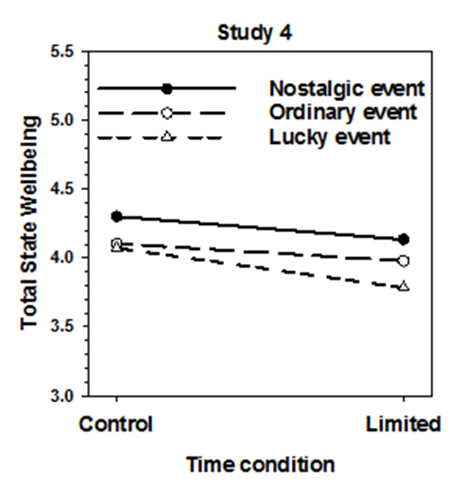 Study 4
5.5
Nostalgic event
5.0
Ordinary event
Lucky event
4.5
4.0
3.5
3.0
Total State Wellbeing
Control
Limited
Time condition